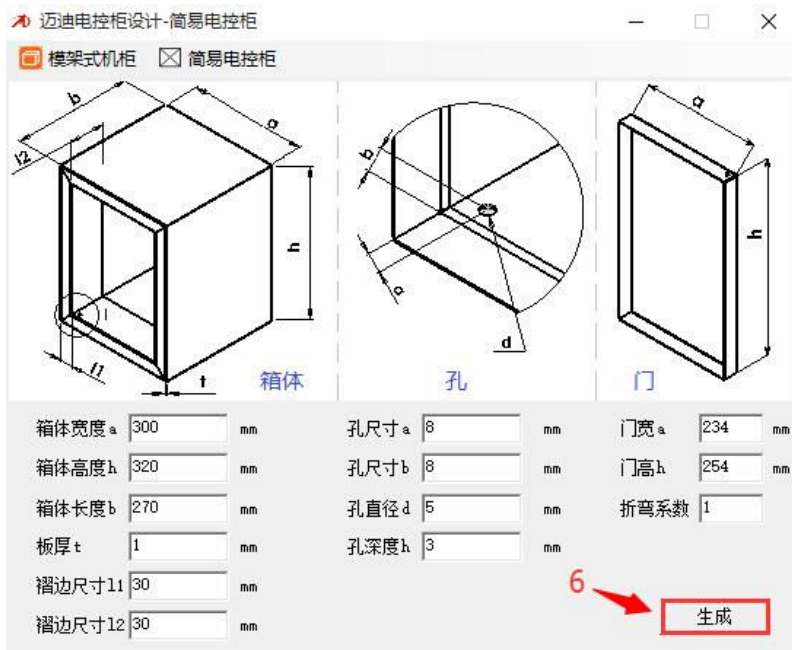 迈迪电控柜设计-简易电控柜
模架式机柜 简易电控柜
b
a
l2
h
I
l1
t
箱体
b
a
d
孔
a
h
门
箱体宽度a 300 mm
孔尺寸a 8 mm
门宽a 234 mm
箱体高度h 320 mm
孔尺寸b 8 mm
门高h 254 mm
箱体长度b 270 mm
孔直径d 5 mm
折弯系数 1
板厚t 1 mm
孔深度h 3 mm
褶边尺寸l1 30 mm
褶边尺寸l2 30 mm
6
生成